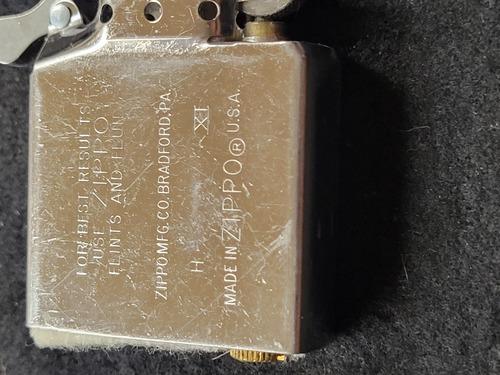 FOR BEST RESULTS
USE ZIPPO
FLINTS AND FLUID
ZIPPO MFG. CO. BRADFORD, PA.
H XI
MADE IN ZIPPO® U.S.A.